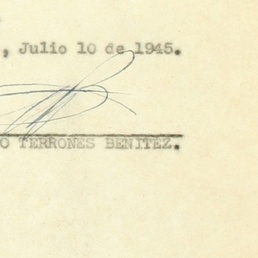 , Julio 10 de 1945.
O TERRONES BENITEZ.